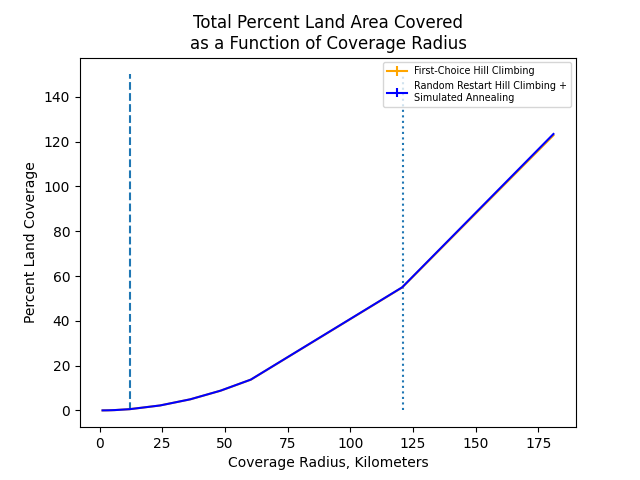 Total Percent Land Area Covered
as a Function of Coverage Radius
First-Choice Hill Climbing
Random Restart Hill Climbing +
Simulated Annealing
140
120
100
80
60
40
20
0
Percent Land Coverage
0 25 50 75 100 125 150 175
Coverage Radius, Kilometers